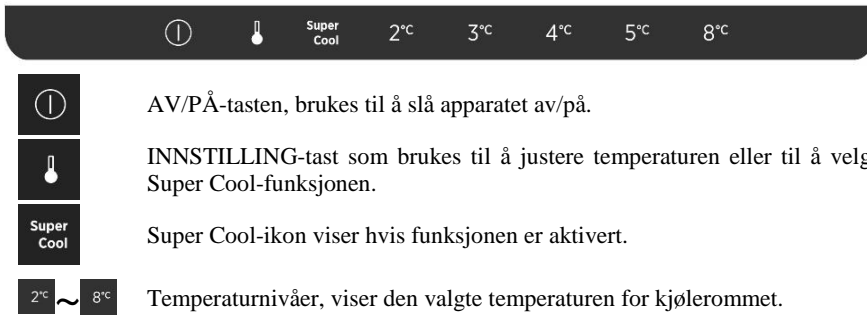 Super Cool 2°C 3°C 4°C 5°C 8°C
AV/PÅ-tasten, brukes til å slå apparatet av/på.
INNSTILLING-tast som brukes til å justere temperaturen eller til å velg
Super Cool-funksjonen.
Super
Cool
Super Cool-ikon viser hvis funksjonen er aktivert.
2°C ~ 8°C Temperaturnivåer, viser den valgte temperaturen for kjølerommet.